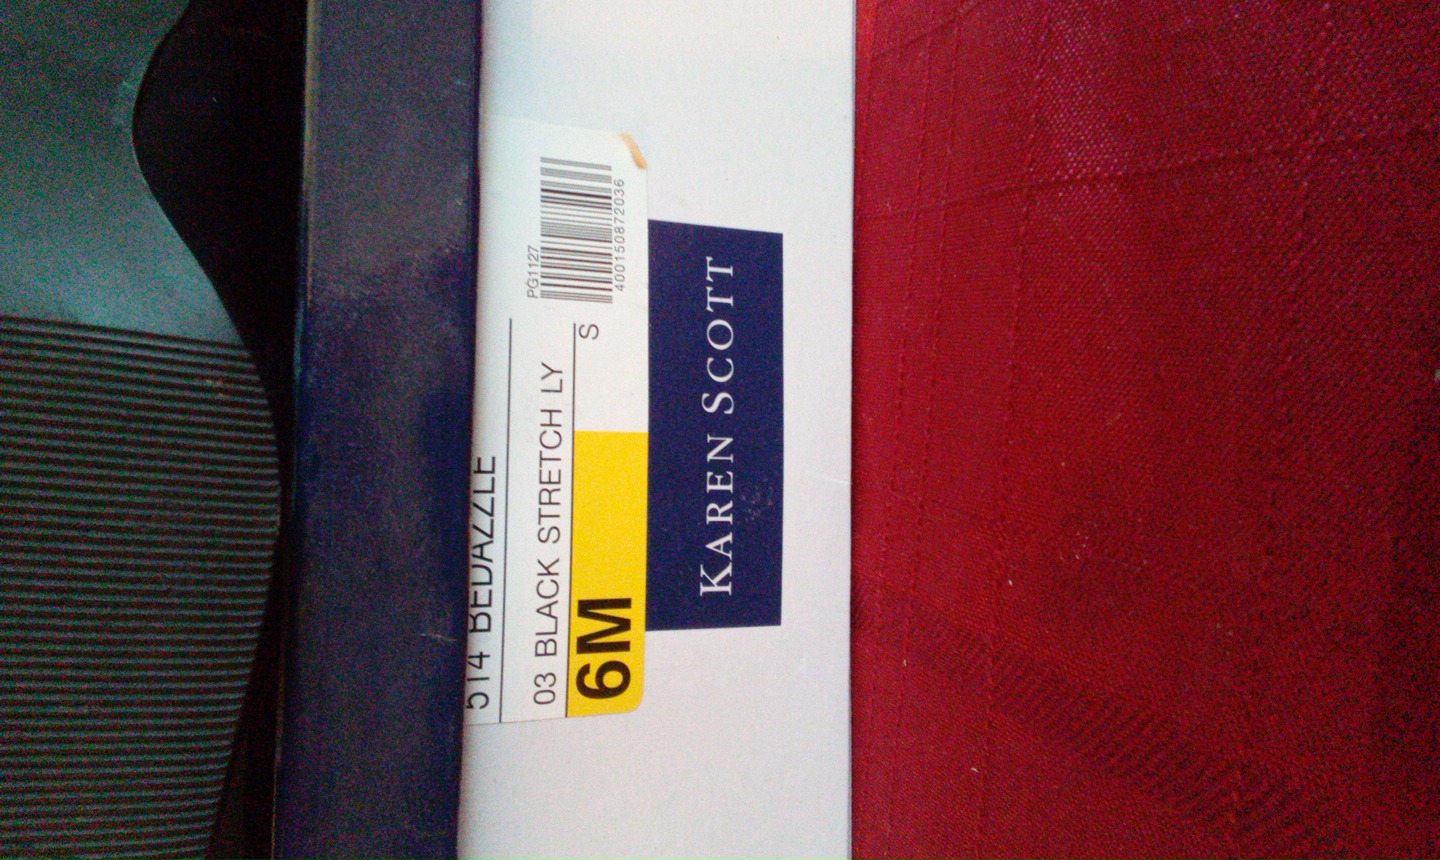 514 BEDAZZLE
PG1127
03 BLACK STRETCH LY
S
400150872036
6M
KAREN SCOTT